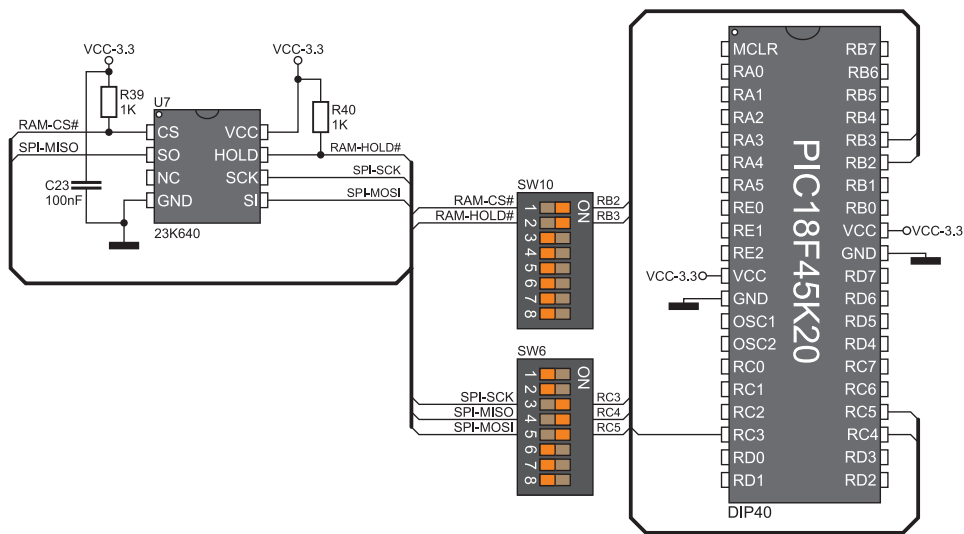 VCC-3.3
R39
1K
U7
RAM-CS#
SPI-MISO
C23
100nF
CS
SO
NC
GND
VCC
HOLD
SCK
SI
23K640
VCC-3.3
R40
1K
RAM-HOLD#
SPI-SCK
SPI-MOSI
SW10
RAM-CS#
RAM-HOLD#
1
2
3
4
5
6
7
8
ON
RB2
RB3
SW6
SPI-SCK
SPI-MISO
SPI-MOSI
1
2
3
4
5
6
7
8
ON
RC3
RC4
RC5
MCLR
RA0
RA1
RA2
RA3
RA4
RA5
RE0
RE1
RE2
VCC-3.3
VCC
GND
OSC1
OSC2
RC0
RC1
RC2
RC3
RD0
RD1
PIC18F45K20
RB7
RB6
RB5
RB4
RB3
RB2
RB1
RB0
VCC
VCC-3.3
GND
RD7
RD6
RD5
RD4
RC7
RC6
RC5
RC4
RD3
RD2
DIP40